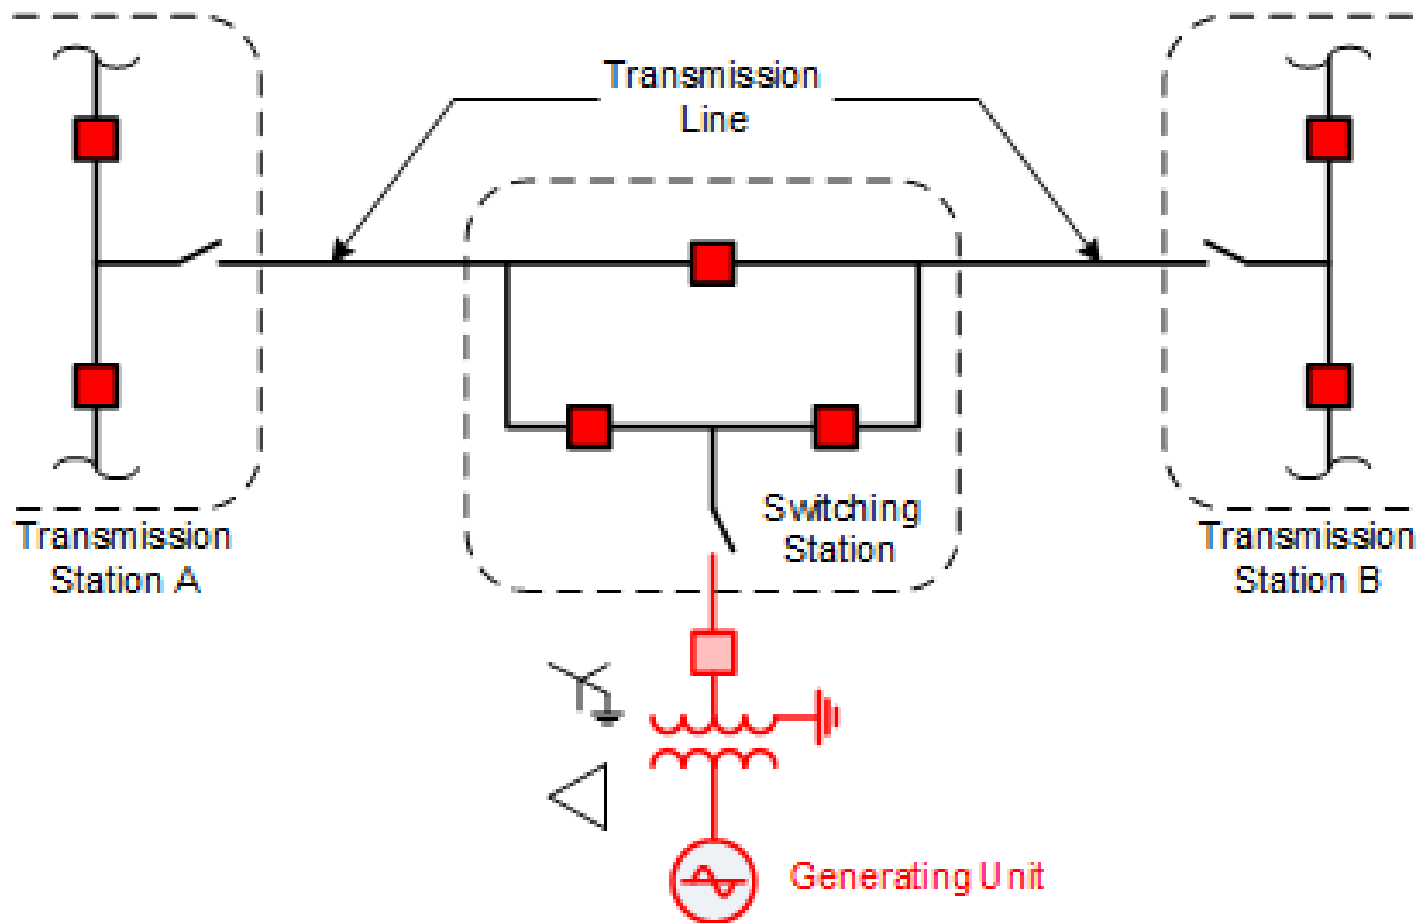 Transmission
Line
Switching
Station
Transmission
Station A
Transmission
Station B
Generating Unit